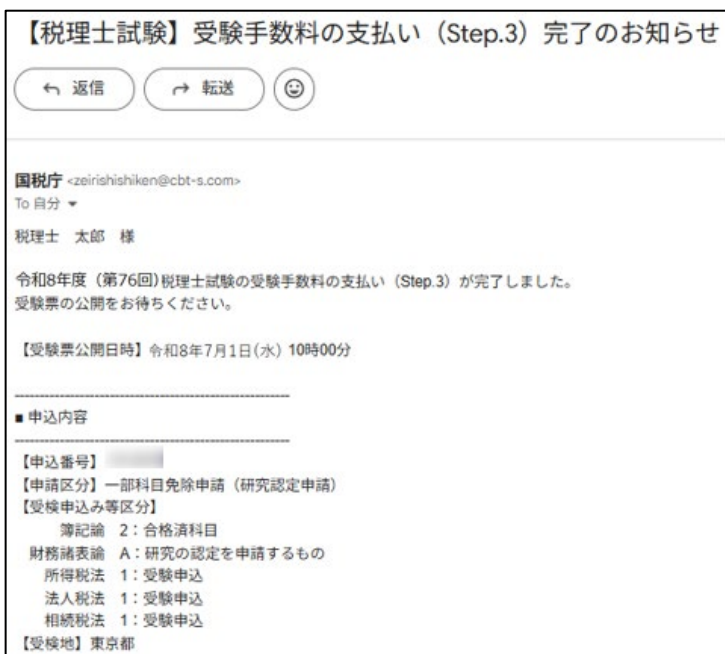 【税理士試験】受験手数料の支払い（Step.3）完了のお知らせ
返信
転送
国税庁 <zeirishishiken@cbt-s.com>
To 自分
税理士 太郎 様
令和8年度（第76回)税理士試験の受験手数料の支払い（Step.3）が完了しました。
受験票の公開をお待ちください。
【受験票公開日時】令和8年7月1日(水) 10時00分
--------------------------------------------------
■ 申込内容
--------------------------------------------------
【申込番号】
【申請区分】一部科目免除申請（研究認定申請）
【受検申込み等区分】
簿記論 2：合格済科目
財務諸表論 A：研究の認定を申請するもの
所得税法 1：受験申込
法人税法 1：受験申込
相続税法 1：受験申込
【受検地】東京都